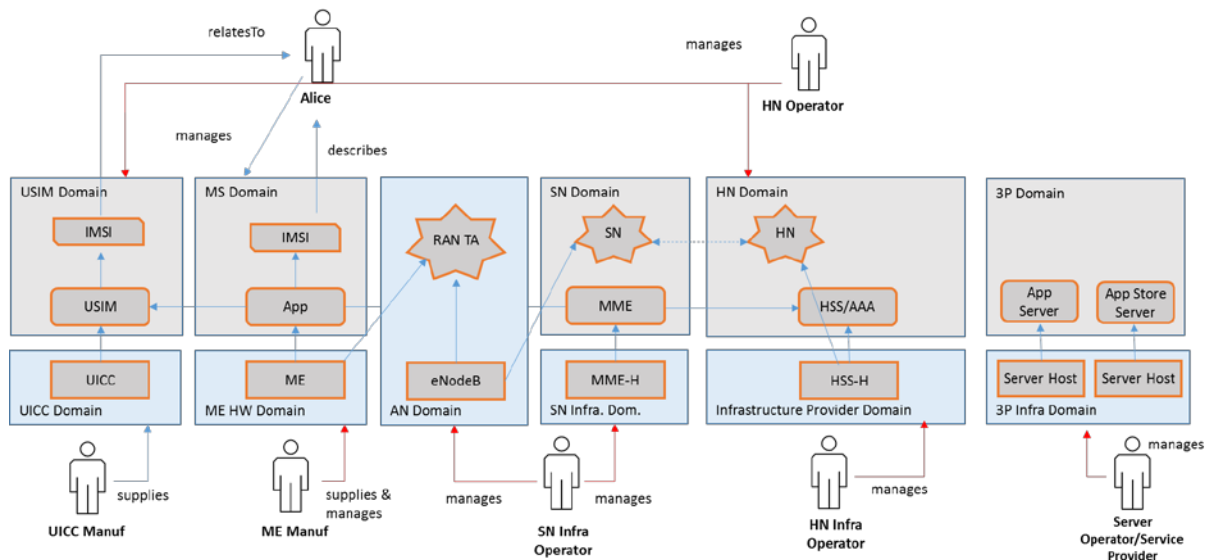 relatesTo
manages
Alice
HN Operator
manages
describes
USIM Domain
MS Domain
SN Domain
HN Domain
3P Domain
IMSI
IMSI
RAN TA
SN
HN
USIM
App
MME
HSS/AAA
App
Server
App Store
Server
UICC
ME
eNodeB
MME-H
HSS-H
Server Host
Server Host
UICC Domain
ME HW Domain
AN Domain
SN Infra. Dom.
Infrastructure Provider Domain
3P Infra Domain
supplies
supplies &
manages
manages
manages
manages
manages
UICC Manuf
ME Manuf
SN Infra
Operator
HN Infra
Operator
Server
Operator/Service
Provider